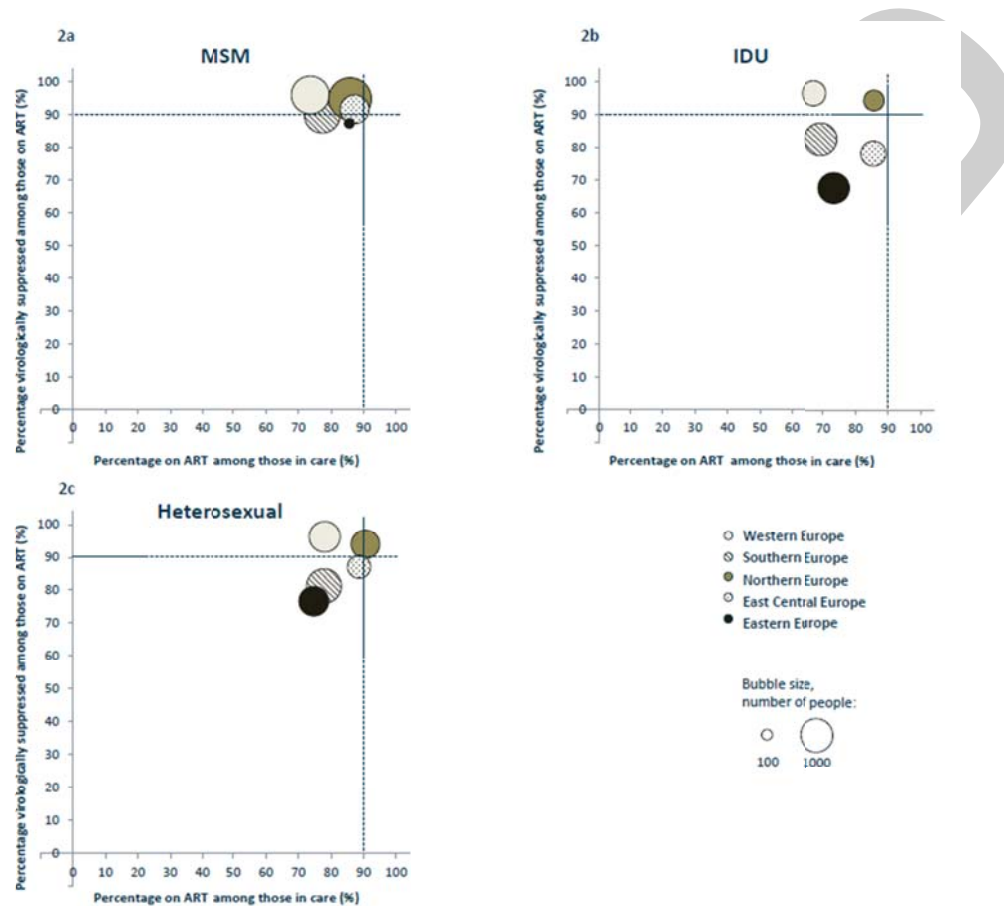 2a
MSM
Percentage virologically suppressed among those on ART (%)
100
90
80
70
60
50
40
30
20
10
0
0 10 20 30 40 50 60 70 80 90 100
Percentage on ART among those in care (%)
2b
IDU
Percentage virologically suppressed among those on ART (%)
100
90
80
70
60
50
40
30
20
10
0
0 10 20 30 40 50 60 70 80 90 100
Percentage on ART among those in care (%)
2c
Heterosexual
Percentage virologically suppressed among those on ART (%)
100
90
80
70
60
50
40
30
20
10
0
0 10 20 30 40 50 60 70 80 90 100
Percentage on ART among those in care (%)
Western Europe
Southern Europe
Northern Europe
East Central Europe
Eastern Europe
Bubble size,
number of people:
100 1000